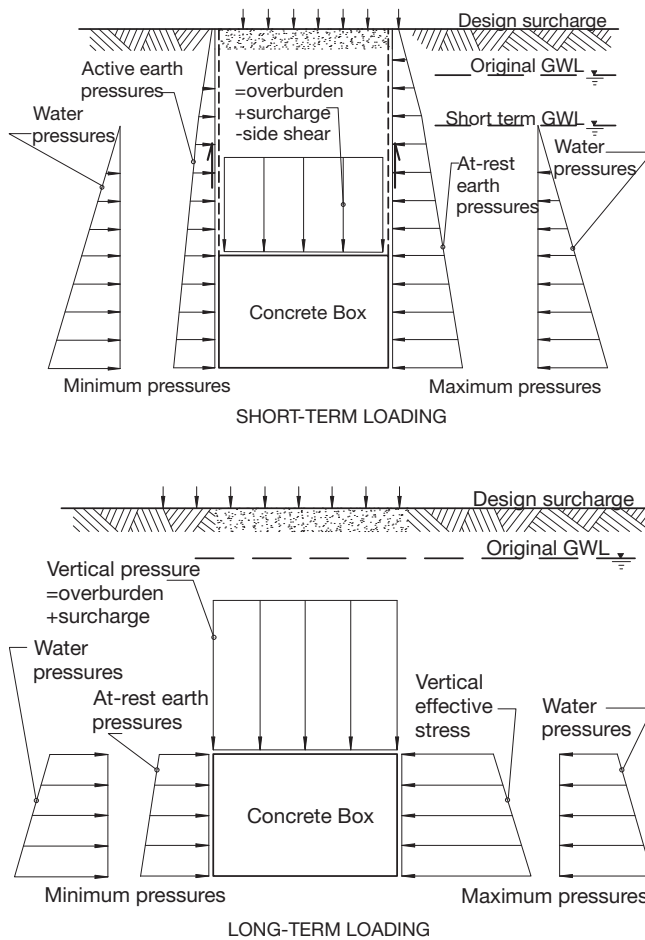 Design surcharge
Original GWL
Active earth
pressures
Vertical pressure
=overburden
+surcharge
-side shear
Water
pressures
Short term GWL
At-rest
earth
pressures
Water
pressures
Concrete Box
Minimum pressures
Maximum pressures
SHORT-TERM LOADING
Design surcharge
Original GWL
Vertical pressure
=overburden
+surcharge
Water
pressures
At-rest earth
pressures
Vertical
effective
stress
Water
pressures
Concrete Box
Minimum pressures
Maximum pressures
LONG-TERM LOADING